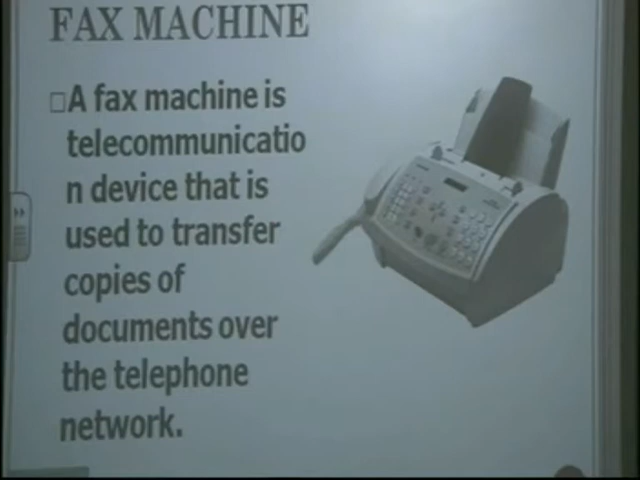 FAX MACHINE
□A fax machine is
telecommunicatio
n device that is
used to transfer
copies of
documents over
the telephone
network.